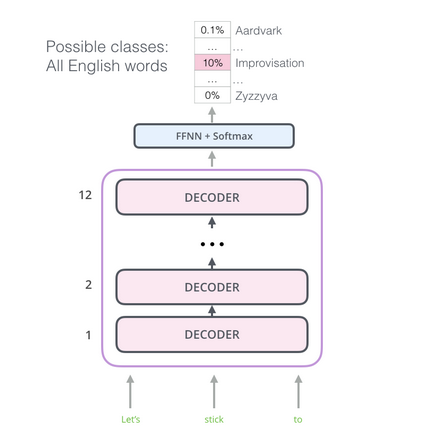 Possible classes:
All English words
0.1% Aardvark
... ...
10% Improvisation
... ...
0% Zyzzyva
FFNN + Softmax
12 DECODER
...
2 DECODER
1 DECODER
Let's stick to